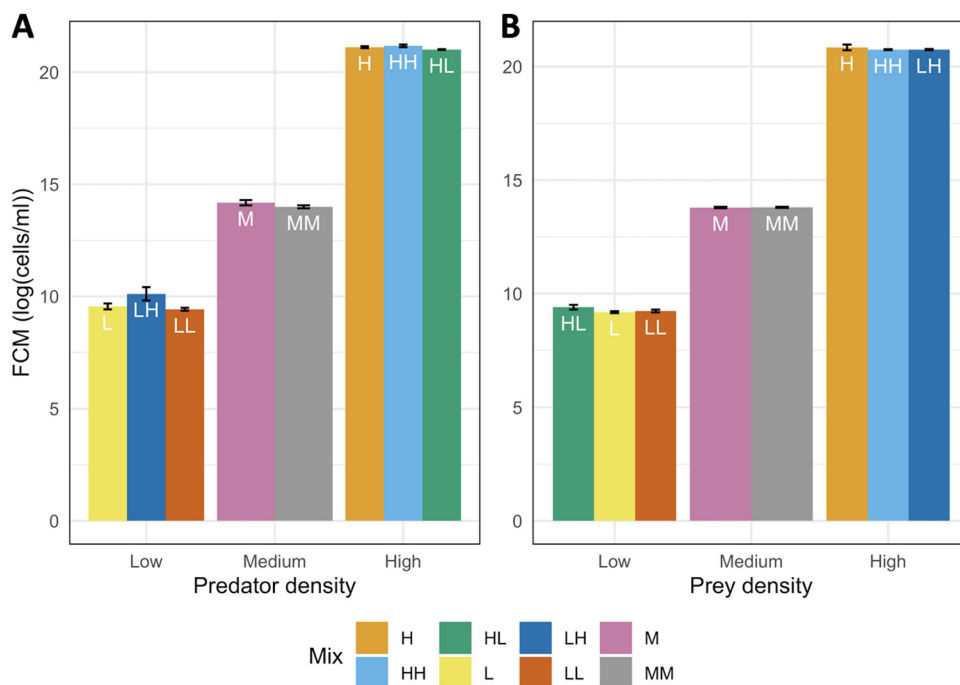 A
B
FCM (log(cells/ml))
20
15
10
5
0
L
LH
LL
M
MM
H
HH
HL
Low
Medium
High
Predator density
20
15
10
5
0
HL
L
LL
M
MM
H
HH
LH
Low
Medium
High
Prey density
Mix
H
HL
LH
M
HH
L
LL
MM